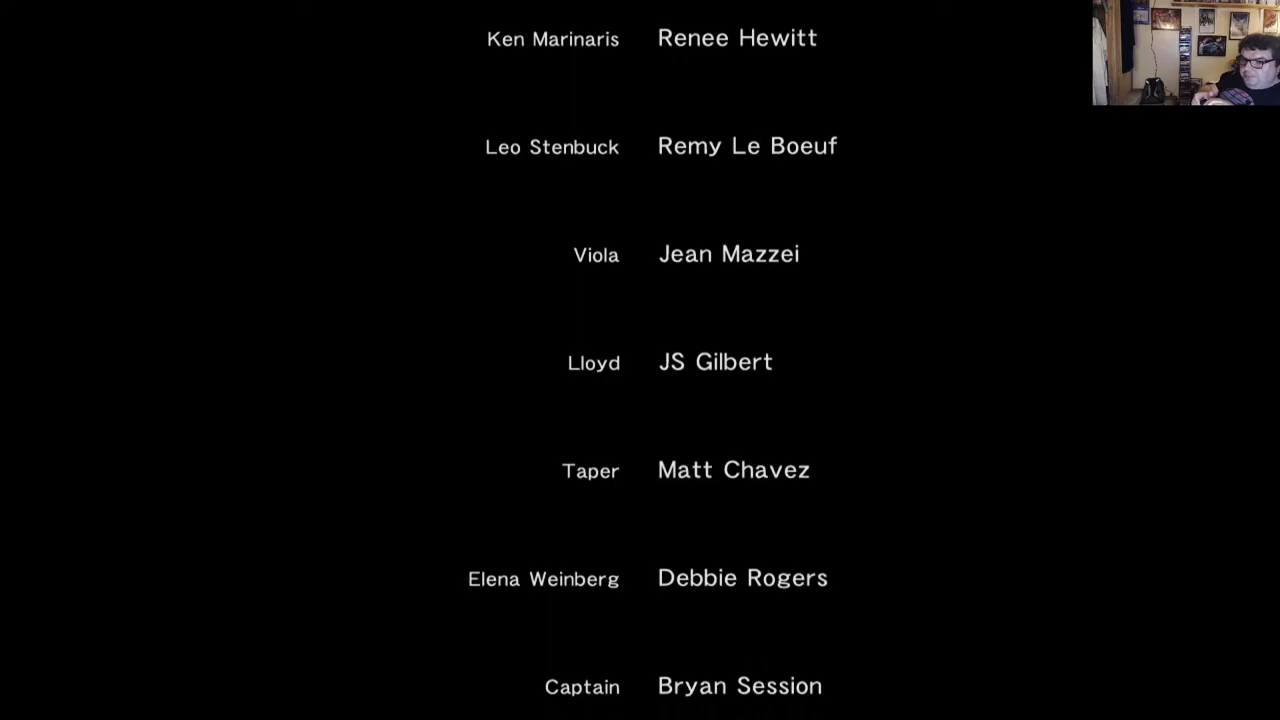 Ken Marinaris Renee Hewitt
Leo Stenbuck Remy Le Boeuf
Viola Jean Mazzei
Lloyd JS Gilbert
Taper Matt Chavez
Elena Weinberg Debbie Rogers
Captain Bryan Session